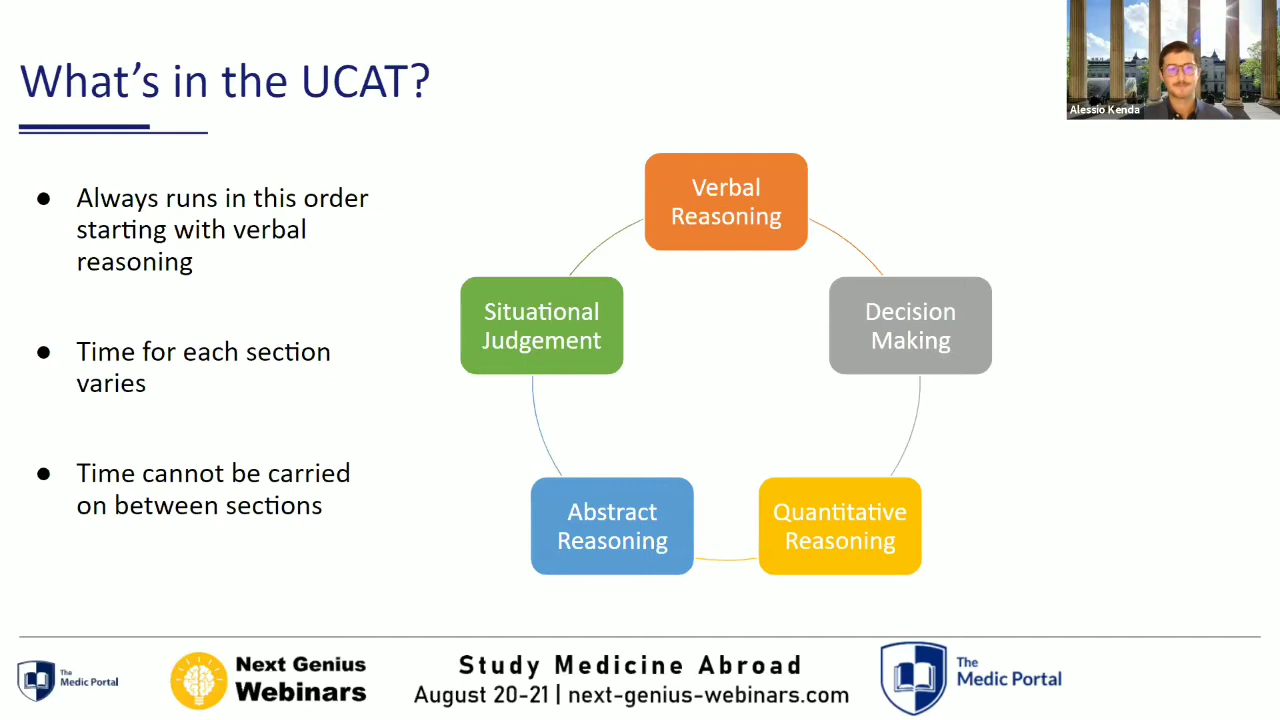 What's in the UCAT?
Alessio Kenda
● Always runs in this order
starting with verbal
reasoning
● Time for each section
varies
● Time cannot be carried
on between sections
Verbal
Reasoning
Decision
Making
Quantitative
Reasoning
Abstract
Reasoning
Situational
Judgement
The
Medic Portal
Next Genius
Webinars
Study Medicine Abroad
August 20-21 | next-genius-webinars.com
The
Medic Portal